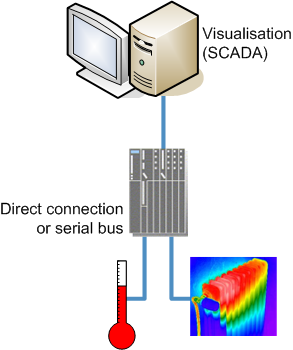 Visualisation
(SCADA)
Direct connection
or serial bus